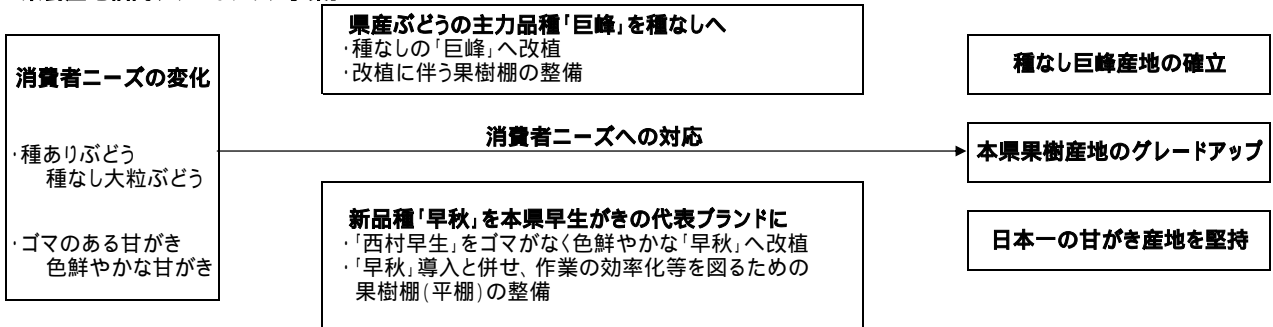 消費者ニーズの変化
･種ありぶどう
種なし大粒ぶどう
･ゴマのある甘がき
色鮮やかな甘がき
県産ぶどうの主力品種｢巨峰｣を種なしへ
･種なしの｢巨峰｣へ改植
･改植に伴う果樹棚の整備
消費者ニーズへの対応
新品種｢早秋｣を本県早生がきの代表ブランドに
･｢西村早生｣をゴマがなく色鮮やかな｢早秋｣へ改植
･｢早秋｣導入と併せ、作業の効率化等を図るための
果樹棚(平棚)の整備
種なし巨峰産地の確立
本県果樹産地のグレードアップ
日本一の甘がき産地を堅持